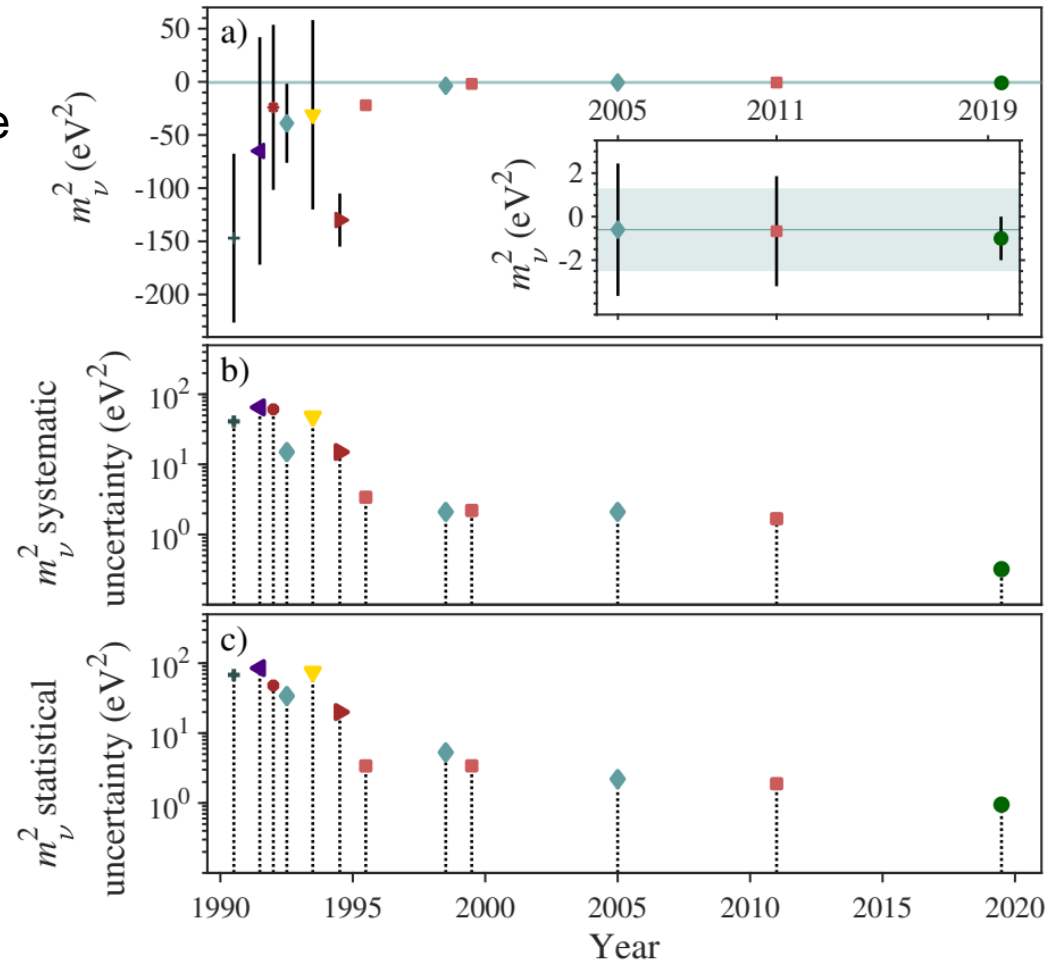 e
a)
50
0
-50
-100
-150
-200
m²ν (eV²)
2005 2011 2019
2
0
-2
m²ν (eV²)
b)
10²
10¹
10⁰
m²ν systematic
uncertainty (eV²)
c)
10²
10¹
10⁰
m²ν statistical
uncertainty (eV²)
1990 1995 2000 2005 2010 2015 2020
Year